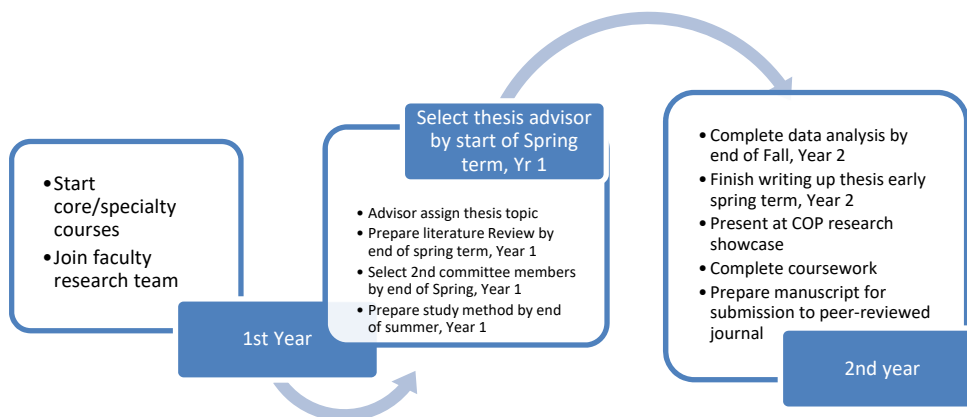 •Start
core/specialty
courses
•Join faculty
research team
1st Year
Select thesis advisor
by start of Spring
term, Yr 1
• Advisor assign thesis topic
• Prepare literature Review by
end of spring term, Year 1
• Select 2nd committee members
by end of Spring, Year 1
• Prepare study method by end
of summer, Year 1
• Complete data analysis by
end of Fall, Year 2
• Finish writing up thesis early
spring term, Year 2
• Present at COP research
showcase
• Complete coursework
• Prepare manuscript for
submission to peer-reviewed
journal
2nd year